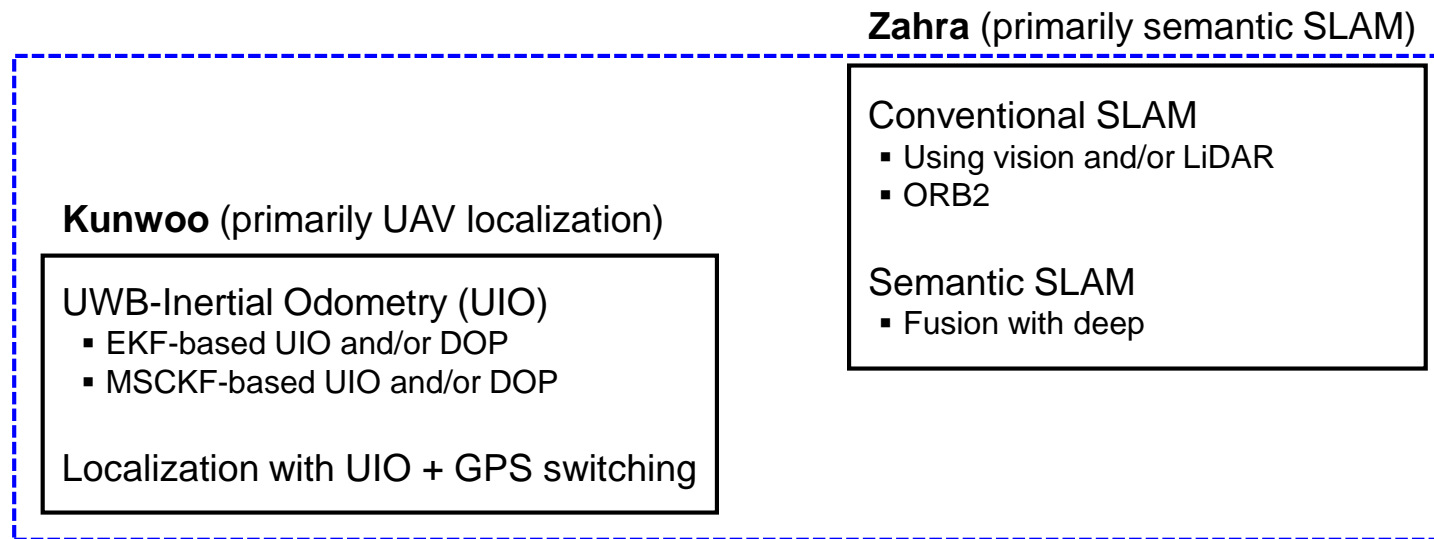 Zahra (primarily semantic SLAM)
Conventional SLAM
▪ Using vision and/or LiDAR
▪ ORB2
Semantic SLAM
▪ Fusion with deep
Kunwoo (primarily UAV localization)
UWB-Inertial Odometry (UIO)
▪ EKF-based UIO and/or DOP
▪ MSCKF-based UIO and/or DOP
Localization with UIO + GPS switching